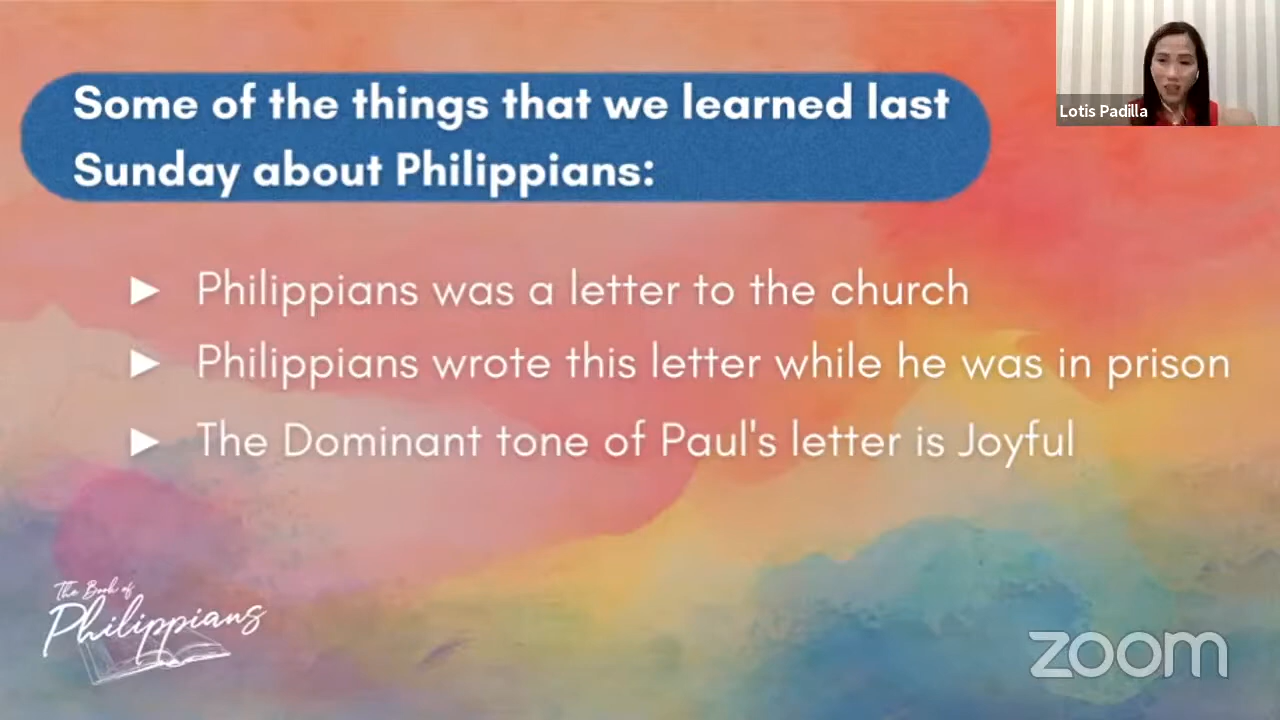 Some of the things that we learned last
Sunday about Philippians:
Lotis Padilla
► Philippians was a letter to the church
► Philippians wrote this letter while he was in prison
► The Dominant tone of Paul's letter is Joyful
The Book of
Philippians
zoom